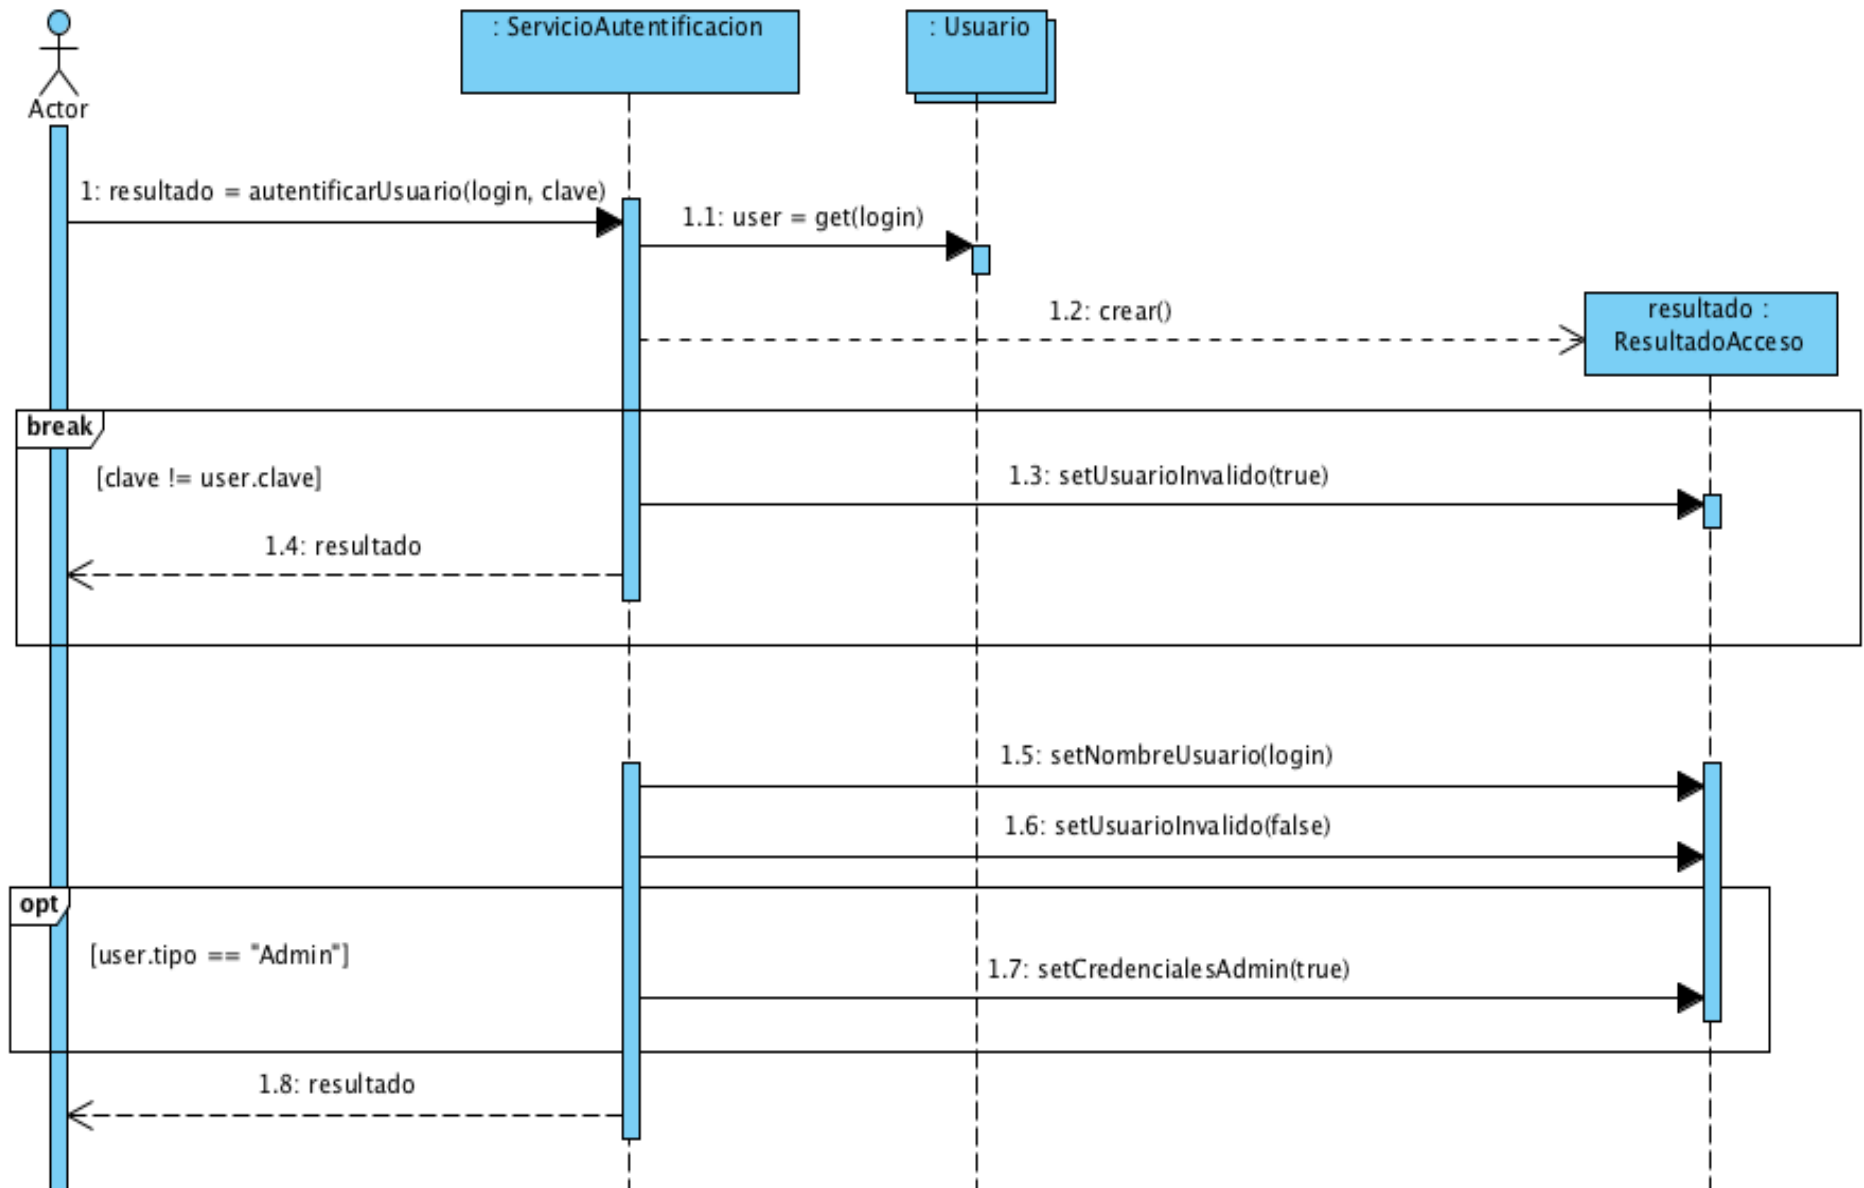 : ServicioAutentificacion
: Usuario
Actor
1: resultado = autentificarUsuario(login, clave)
1.1: user = get(login)
1.2: crear()
resultado :
ResultadoAcceso
break
[clave != user.clave]
1.3: setUsuarioInvalido(true)
1.4: resultado
1.5: setNombreUsuario(login)
1.6: setUsuarioInvalido(false)
opt
[user.tipo == "Admin"]
1.7: setCredencialesAdmin(true)
1.8: resultado